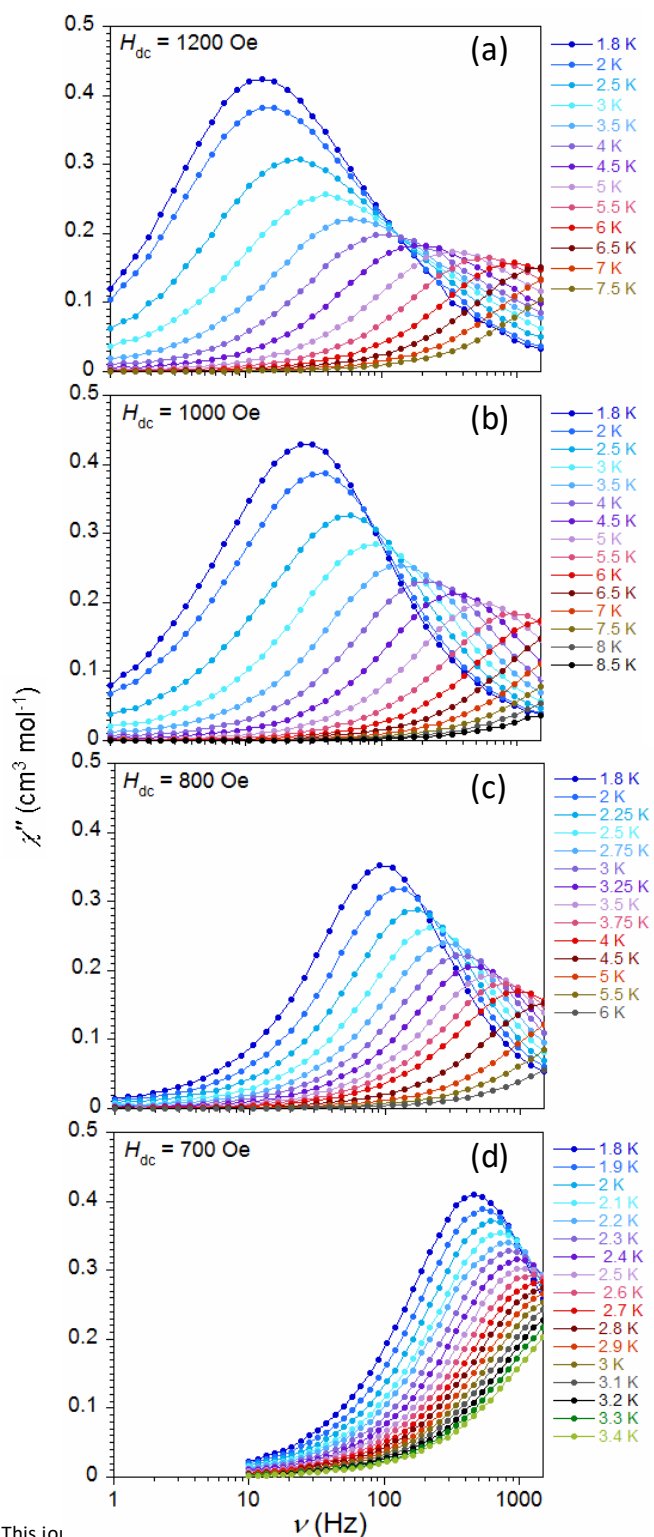 Hdc = 1200 Oe
(a)
0.5
0.4
0.3
0.2
0.1
0
1.8 K
2 K
2.5 K
3 K
3.5 K
4 K
4.5 K
5 K
5.5 K
6 K
6.5 K
7 K
7.5 K
Hdc = 1000 Oe
(b)
0.5
0.4
0.3
0.2
0.1
0
1.8 K
2 K
2.5 K
3 K
3.5 K
4 K
4.5 K
5 K
5.5 K
6 K
6.5 K
7 K
7.5 K
8 K
8.5 K
χ″ (cm³ mol⁻¹)
Hdc = 800 Oe
(c)
0.5
0.4
0.3
0.2
0.1
0
1.8 K
2 K
2.25 K
2.5 K
2.75 K
3 K
3.25 K
3.5 K
3.75 K
4 K
4.5 K
5 K
5.5 K
6 K
Hdc = 700 Oe
(d)
0.5
0.4
0.3
0.2
0.1
0
1.8 K
1.9 K
2 K
2.1 K
2.2 K
2.3 K
2.4 K
2.5 K
2.6 K
2.7 K
2.8 K
2.9 K
3 K
3.1 K
3.2 K
3.3 K
3.4 K
1 10 100 1000
ν (Hz)
This